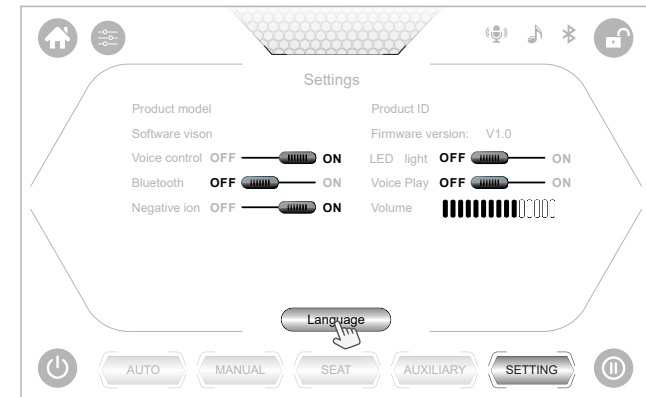 Settings
Product model Product ID
Software vison Firmware version: V1.0
Voice control OFF ON LED light OFF ON
Bluetooth OFF ON Voice Play OFF ON
Negative ion OFF ON Volume
Language
AUTO MANUAL SEAT AUXILIARY SETTING